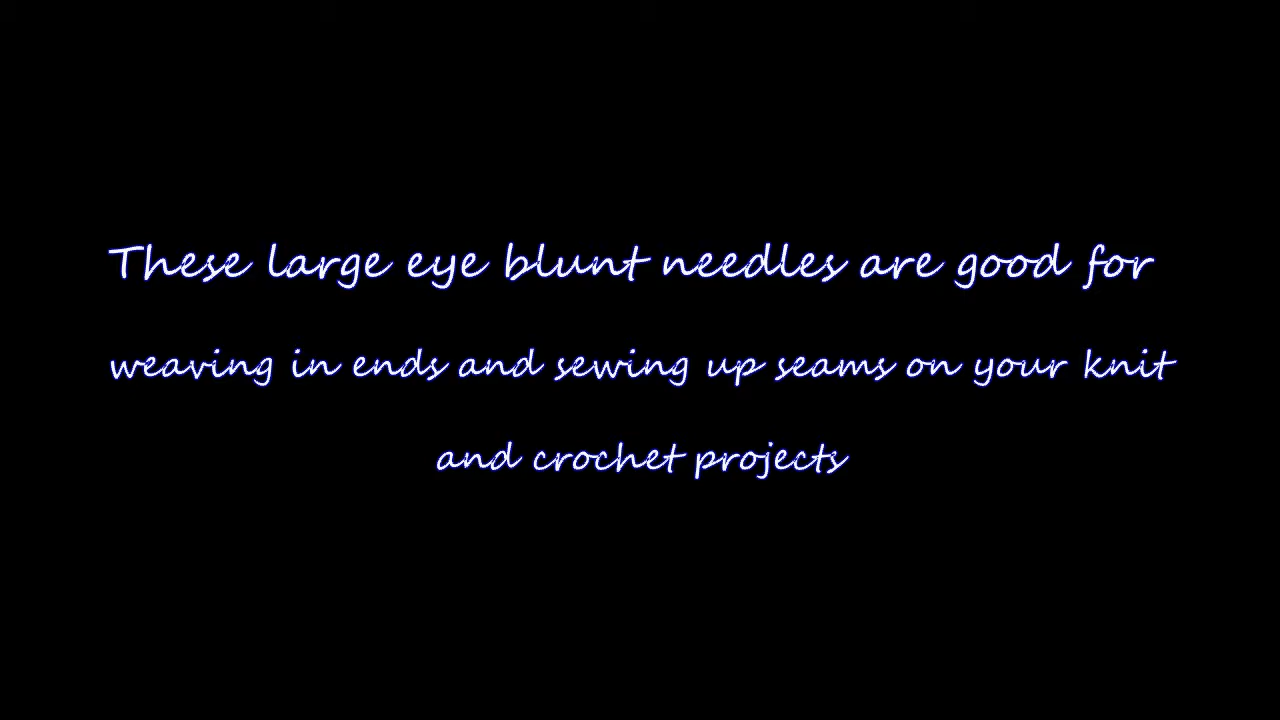 These large eye blunt needles are good for
weaving in ends and sewing up seams on your knit
and crochet projects